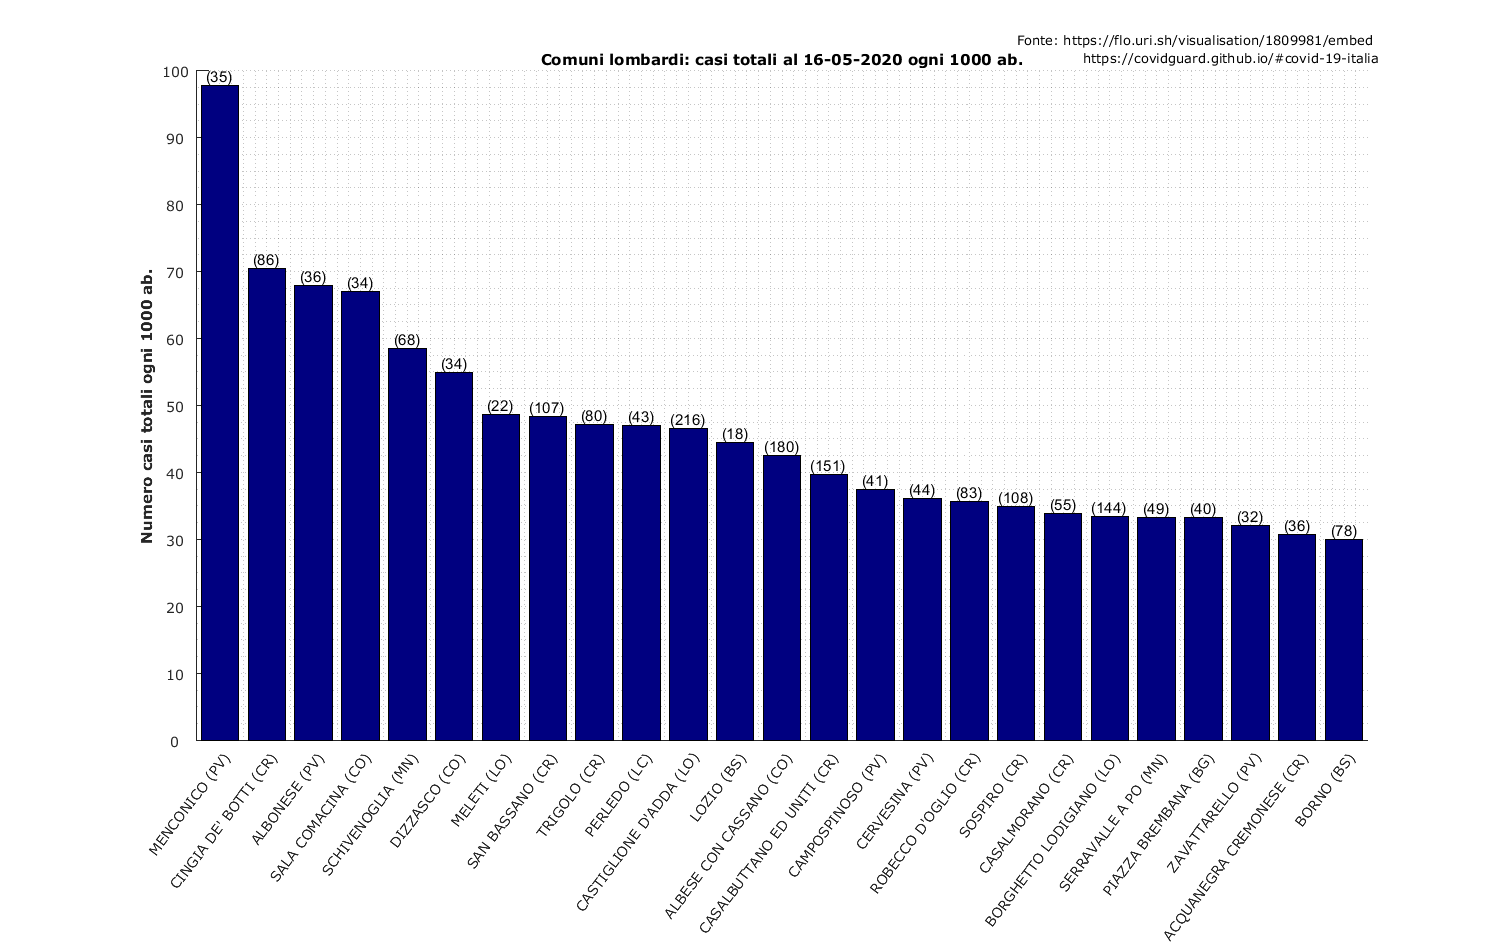 Fonte: https://flo.uri.sh/visualisation/1809981/embed
https://covidguard.github.io/#covid-19-italia
Comuni lombardi: casi totali al 16-05-2020 ogni 1000 ab.
Numero casi totali ogni 1000 ab.
100
90
80
70
60
50
40
30
20
10
0
(35)
(86)
(36)
(34)
(68)
(34)
(22)
(107)
(80)
(43)
(216)
(18)
(180)
(151)
(41)
(44)
(83)
(108)
(55)
(144)
(49)
(40)
(32)
(36)
(78)
MENCONICO (PV)
CINGIA DE' BOTTI (CR)
ALBONESE (PV)
SALA COMACINA (CO)
SCHIVENOGLIA (MN)
DIZZASCO (CO)
MELETI (LO)
SAN BASSANO (CR)
TRIGOLO (CR)
PERLEDO (LC)
CASTIGLIONE D'ADDA (LO)
LOZIO (BS)
ALBESE CON CASSANO (CO)
CASALBUTTANO ED UNITI (CR)
CAMPOSPINOSO (PV)
CERVESINA (PV)
ROBECCO D'OGLIO (CR)
SOSPIRO (CR)
CASALMORANO (CR)
BORGHETTO LODIGIANO (LO)
SERRAVALLE A PO (MN)
PIAZZA BREMBANA (BG)
ZAVATTARELLO (PV)
ACQUANEGRA CREMONESE (CR)
BORNO (BS)